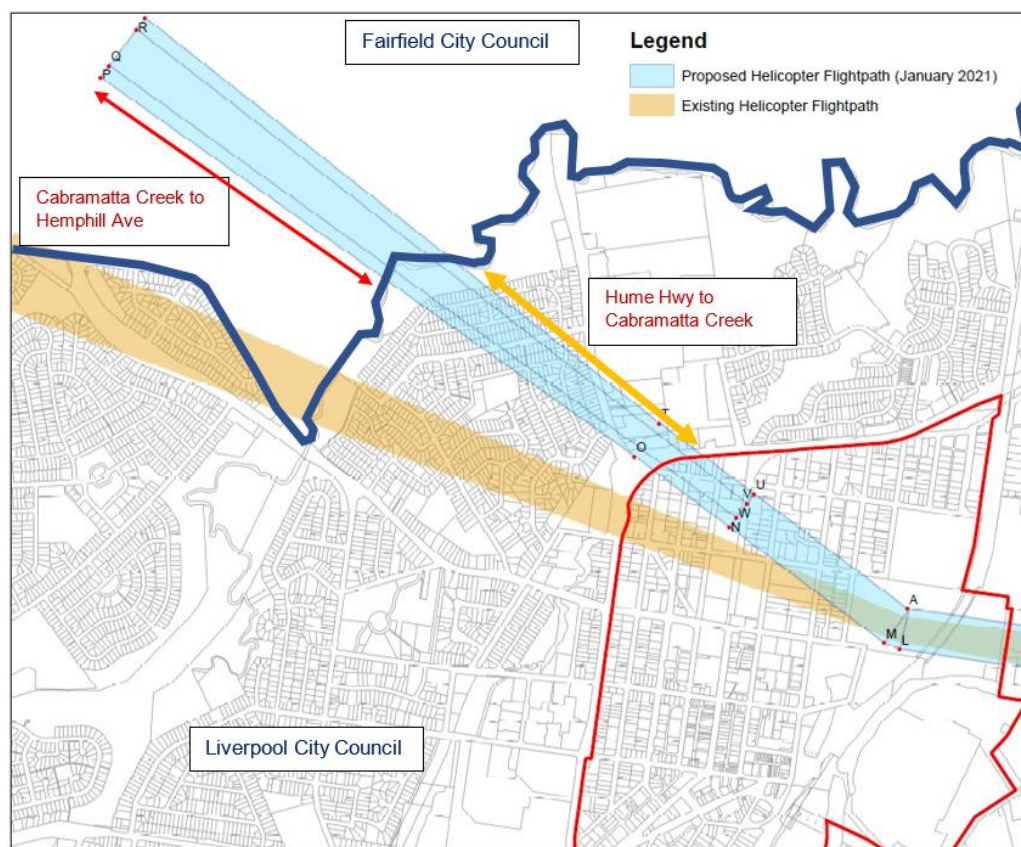 Fairfield City Council
Legend
Proposed Helicopter Flightpath (January 2021)
Existing Helicopter Flightpath
R
Q
P
Cabramatta Creek to
Hemphill Ave
Hume Hwy to
Cabramatta Creek
T
O
U
V
W
N
A
M
L
Liverpool City Council